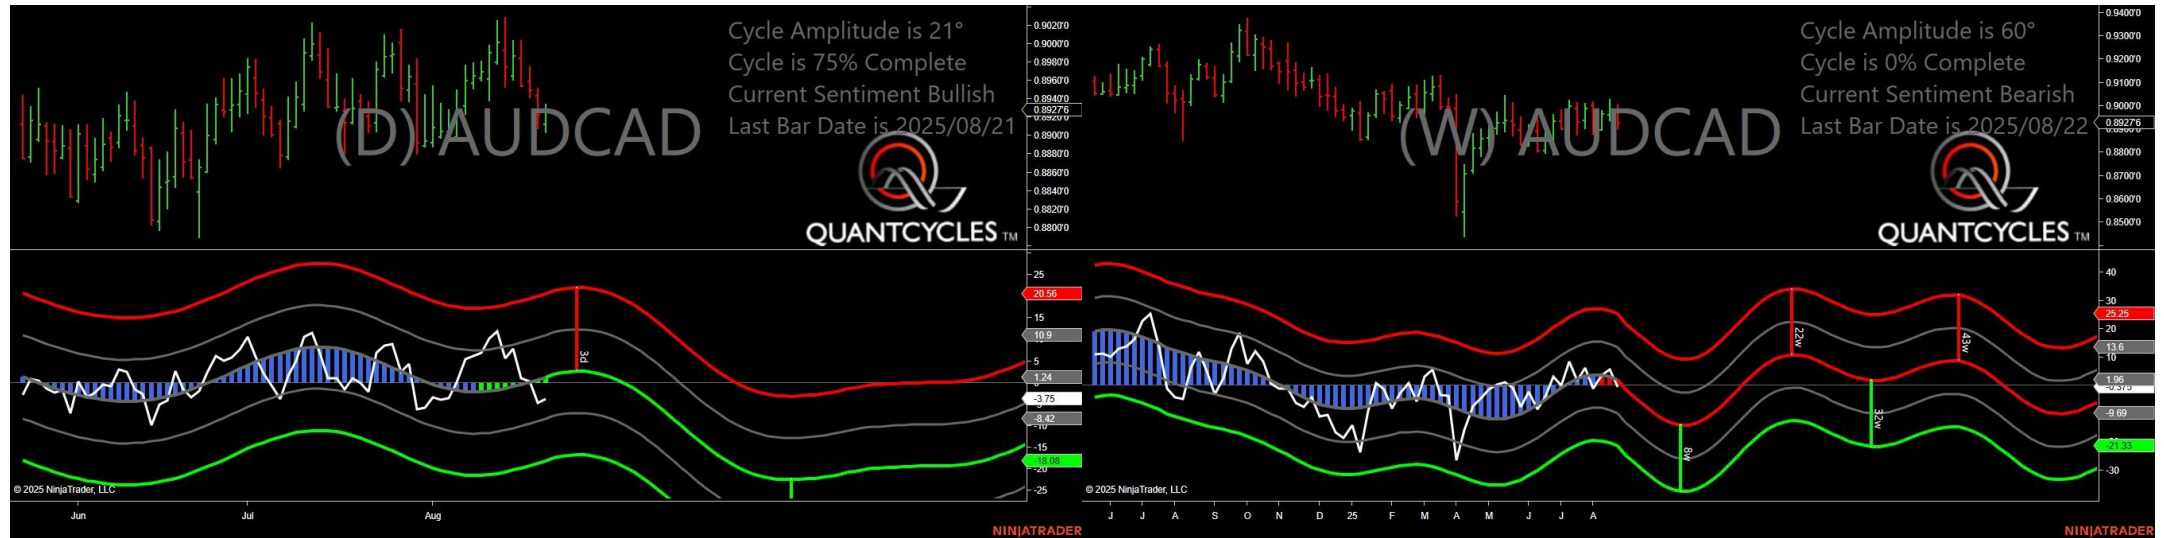 Cycle Amplitude is 21°
Cycle is 75% Complete
Current Sentiment Bullish
Last Bar Date is 2025/08/21
(D) AUDCAD
QUANTCYCLES TM
0.9020'0
0.9000'0
0.8980'0
0.8960'0
0.8940'0
0.8927'6
0.8900'0
0.8880'0
0.8860'0
0.8840'0
0.8820'0
0.8800'0
25
20.56
15
10.9
5
1.24
-3.75
-8.42
-10
-15
-18.08
-20
-25
3d
© 2025 NinjaTrader, LLC
Jun Jul Aug
NINJATRADER
Cycle Amplitude is 60°
Cycle is 0% Complete
Current Sentiment Bearish
Last Bar Date is 2025/08/22
(W) AUDCAD
QUANTCYCLES TM
0.9400'0
0.9300'0
0.9200'0
0.9100'0
0.9000'0
0.8927'6
0.8800'0
0.8700'0
0.8600'0
0.8500'0
40
30
25.25
20
13.6
10
1.96
-9.69
-21.33
-30
8w
22w
32w
43w
© 2025 NinjaTrader, LLC
J J A S O N D 25 F M A M J J A
NINJATRADER